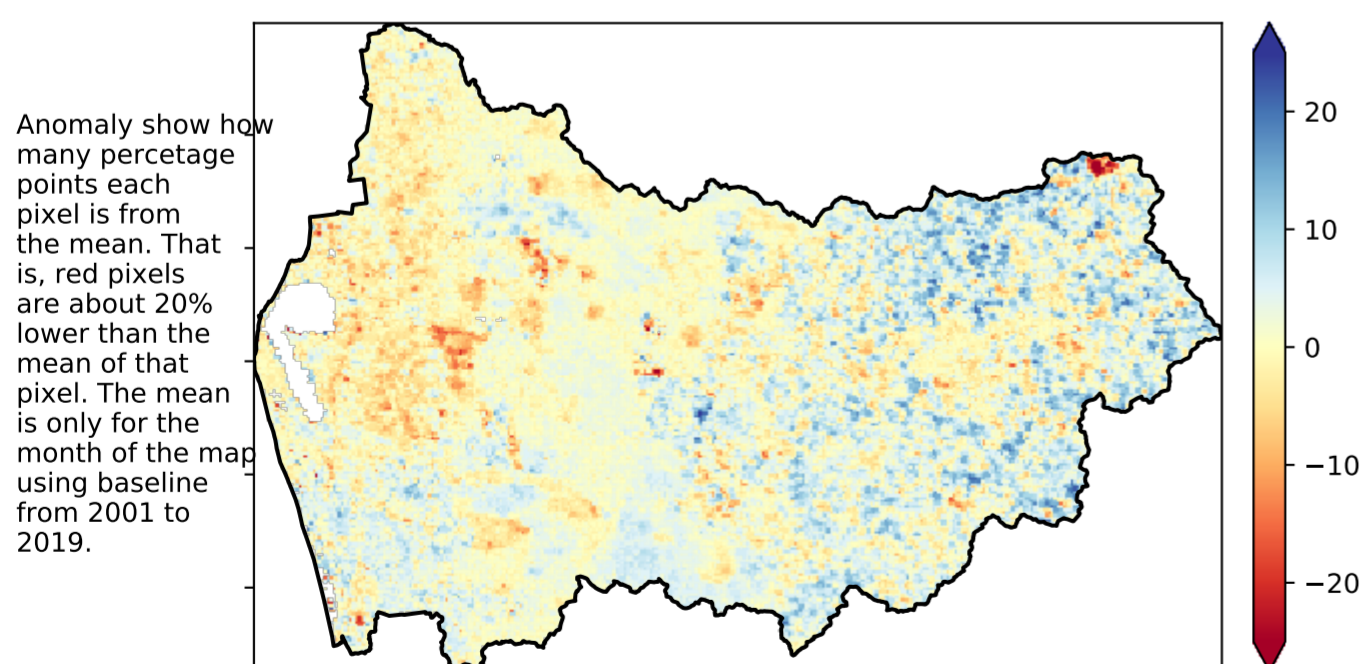 Anomaly show how
many percetage
points each
pixel is from
the mean. That
is, red pixels
are about 20%
lower than the
mean of that
pixel. The mean
is only for the
month of the map
using baseline
from 2001 to
2019.
20
10
0
−10
−20